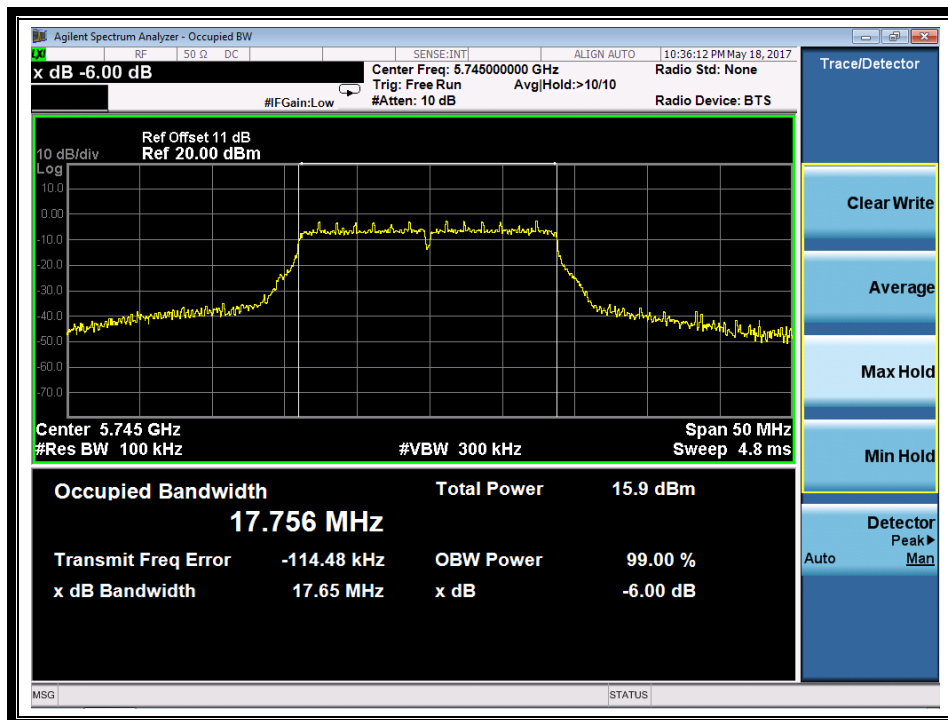 Agilent Spectrum Analyzer - Occupied BW
LXI RF 50 Ω DC SENSE:INT ALIGN AUTO 10:36:12 PM May 18, 2017
x dB -6.00 dB
Center Freq: 5.745000000 GHz
Radio Std: None
Trig: Free Run Avg|Hold:>10/10
#IFGain:Low #Atten: 10 dB Radio Device: BTS
Trace/Detector
Ref Offset 11 dB
10 dB/div Ref 20.00 dBm
Log
10.0
0.00
-10.0
-20.0
-30.0
-40.0
-50.0
-60.0
-70.0
Center 5.745 GHz Span 50 MHz
#Res BW 100 kHz #VBW 300 kHz Sweep 4.8 ms
Occupied Bandwidth Total Power 15.9 dBm
17.756 MHz
Transmit Freq Error -114.48 kHz OBW Power 99.00 %
x dB Bandwidth 17.65 MHz x dB -6.00 dB
Clear Write
Average
Max Hold
Min Hold
Detector
Peak▶
Auto Man
MSG STATUS